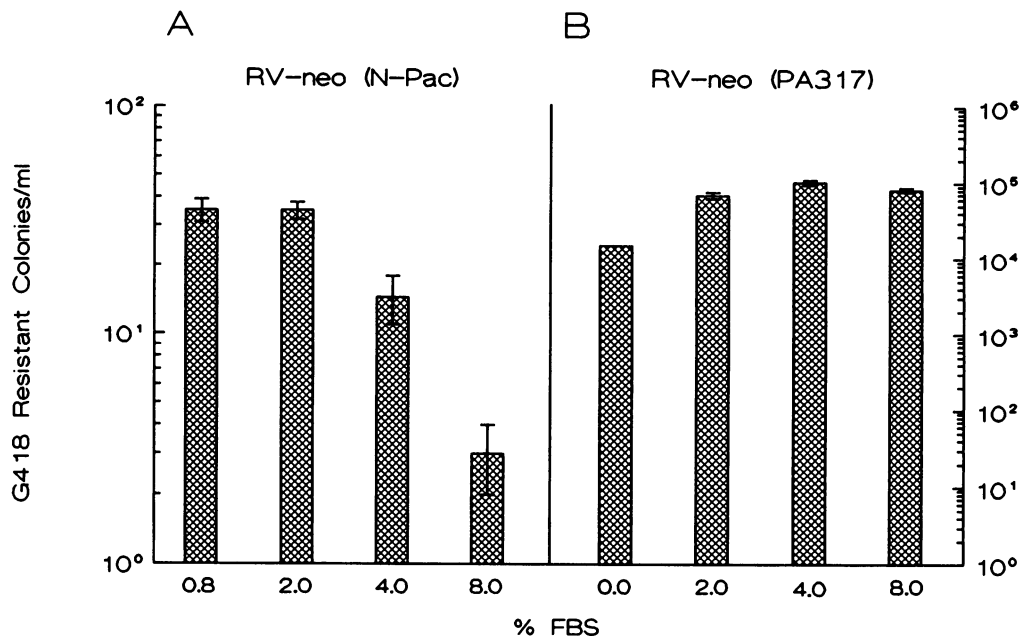 A
B
RV-neo (N-Pac)
RV-neo (PA317)
G418 Resistant Colonies/ml
10²
10¹
10⁰
10⁶
10⁵
10⁴
10³
10²
10¹
10⁰
0.8 2.0 4.0 8.0 0.0 2.0 4.0 8.0
% FBS